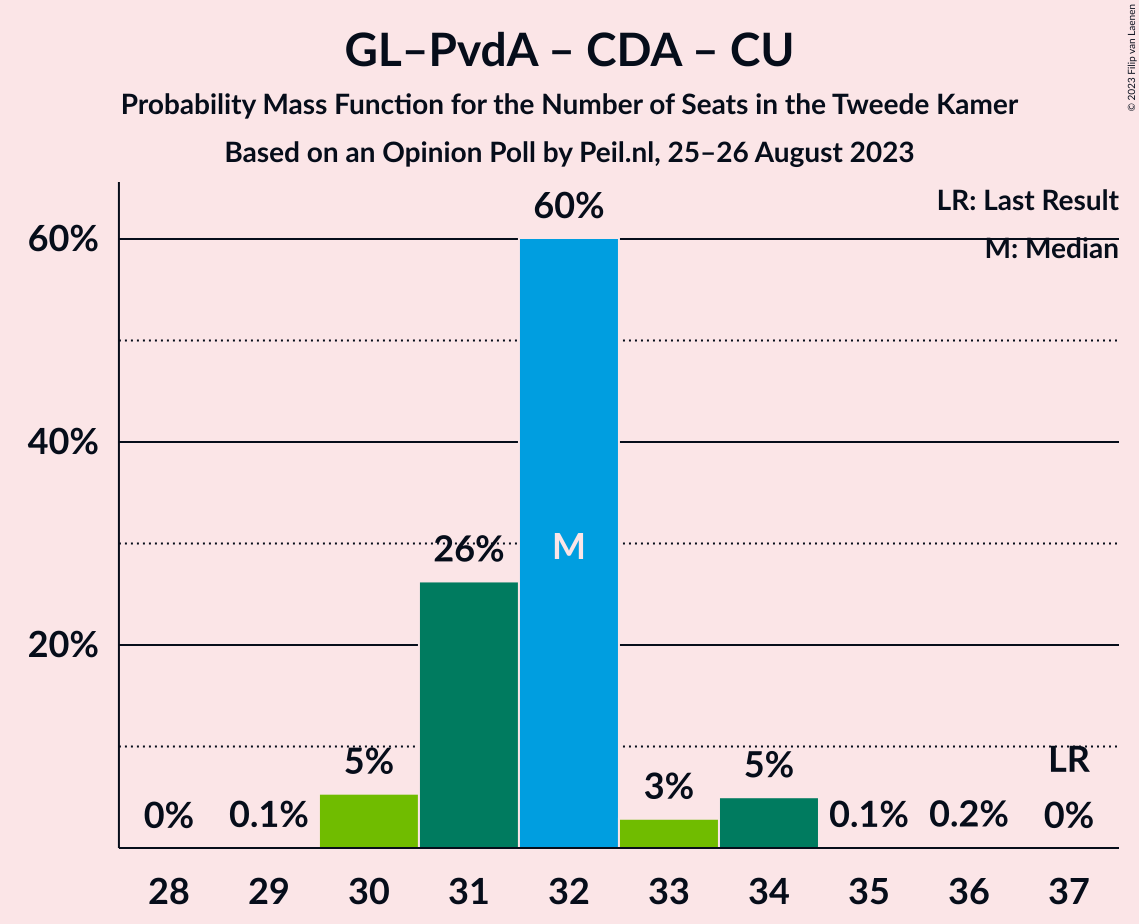 GL–PvdA – CDA – CU
Probability Mass Function for the Number of Seats in the Tweede Kamer
Based on an Opinion Poll by Peil.nl, 25–26 August 2023
© 2023 Filip van Laenen
LR: Last Result
M: Median
60%
40%
20%
0%
0.1%
5%
26%
60%
M
3%
5%
0.1%
0.2%
LR
0%
28 29 30 31 32 33 34 35 36 37